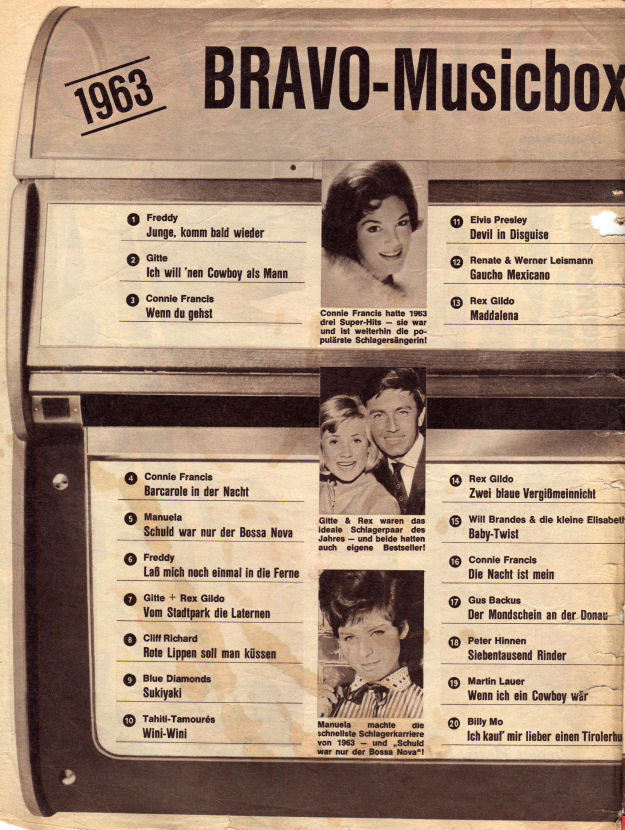 1963
BRAVO-Musicbox
1 Freddy
Junge, komm bald wieder
2 Gitte
Ich will 'nen Cowboy als Mann
3 Connie Francis
Wenn du gehst
Connie Francis hatte 1963
drei Super-Hits — sie war
und ist weiterhin die po-
pulärste Schlagersängerin!
11 Elvis Presley
Devil in Disguise
12 Renate & Werner Leismann
Gaucho Mexicano
13 Rex Gildo
Maddalena
4 Connie Francis
Barcarole in der Nacht
5 Manuela
Schuld war nur der Bossa Nova
6 Freddy
Laß mich noch einmal in die Ferne
7 Gitte + Rex Gildo
Vom Stadtpark die Laternen
8 Cliff Richard
Rote Lippen soll man küssen
9 Blue Diamonds
Sukiyaki
10 Tahiti-Tamourés
Wini-Wini
Gitte & Rex waren das
ideale Schlagerpaar des
Jahres — und beide hatten
auch eigene Bestseller!
Manuela machte die
schnellste Schlagerkarriere
von 1963 — und „Schuld
war nur der Bossa Nova"!
14 Rex Gildo
Zwei blaue Vergißmeinnicht
15 Will Brandes & die kleine Elisabeth
Baby-Twist
16 Connie Francis
Die Nacht ist mein
17 Gus Backus
Der Mondschein an der Donau
18 Peter Hinnen
Siebentausend Rinder
19 Martin Lauer
Wenn ich ein Cowboy wär
20 Billy Mo
Ich kauf' mir lieber einen Tirolerhu